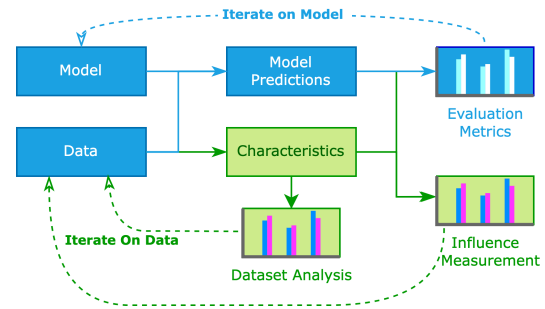 Iterate on Model
Model
Model
Predictions
Evaluation
Metrics
Data
Characteristics
Iterate On Data
Dataset Analysis
Influence
Measurement